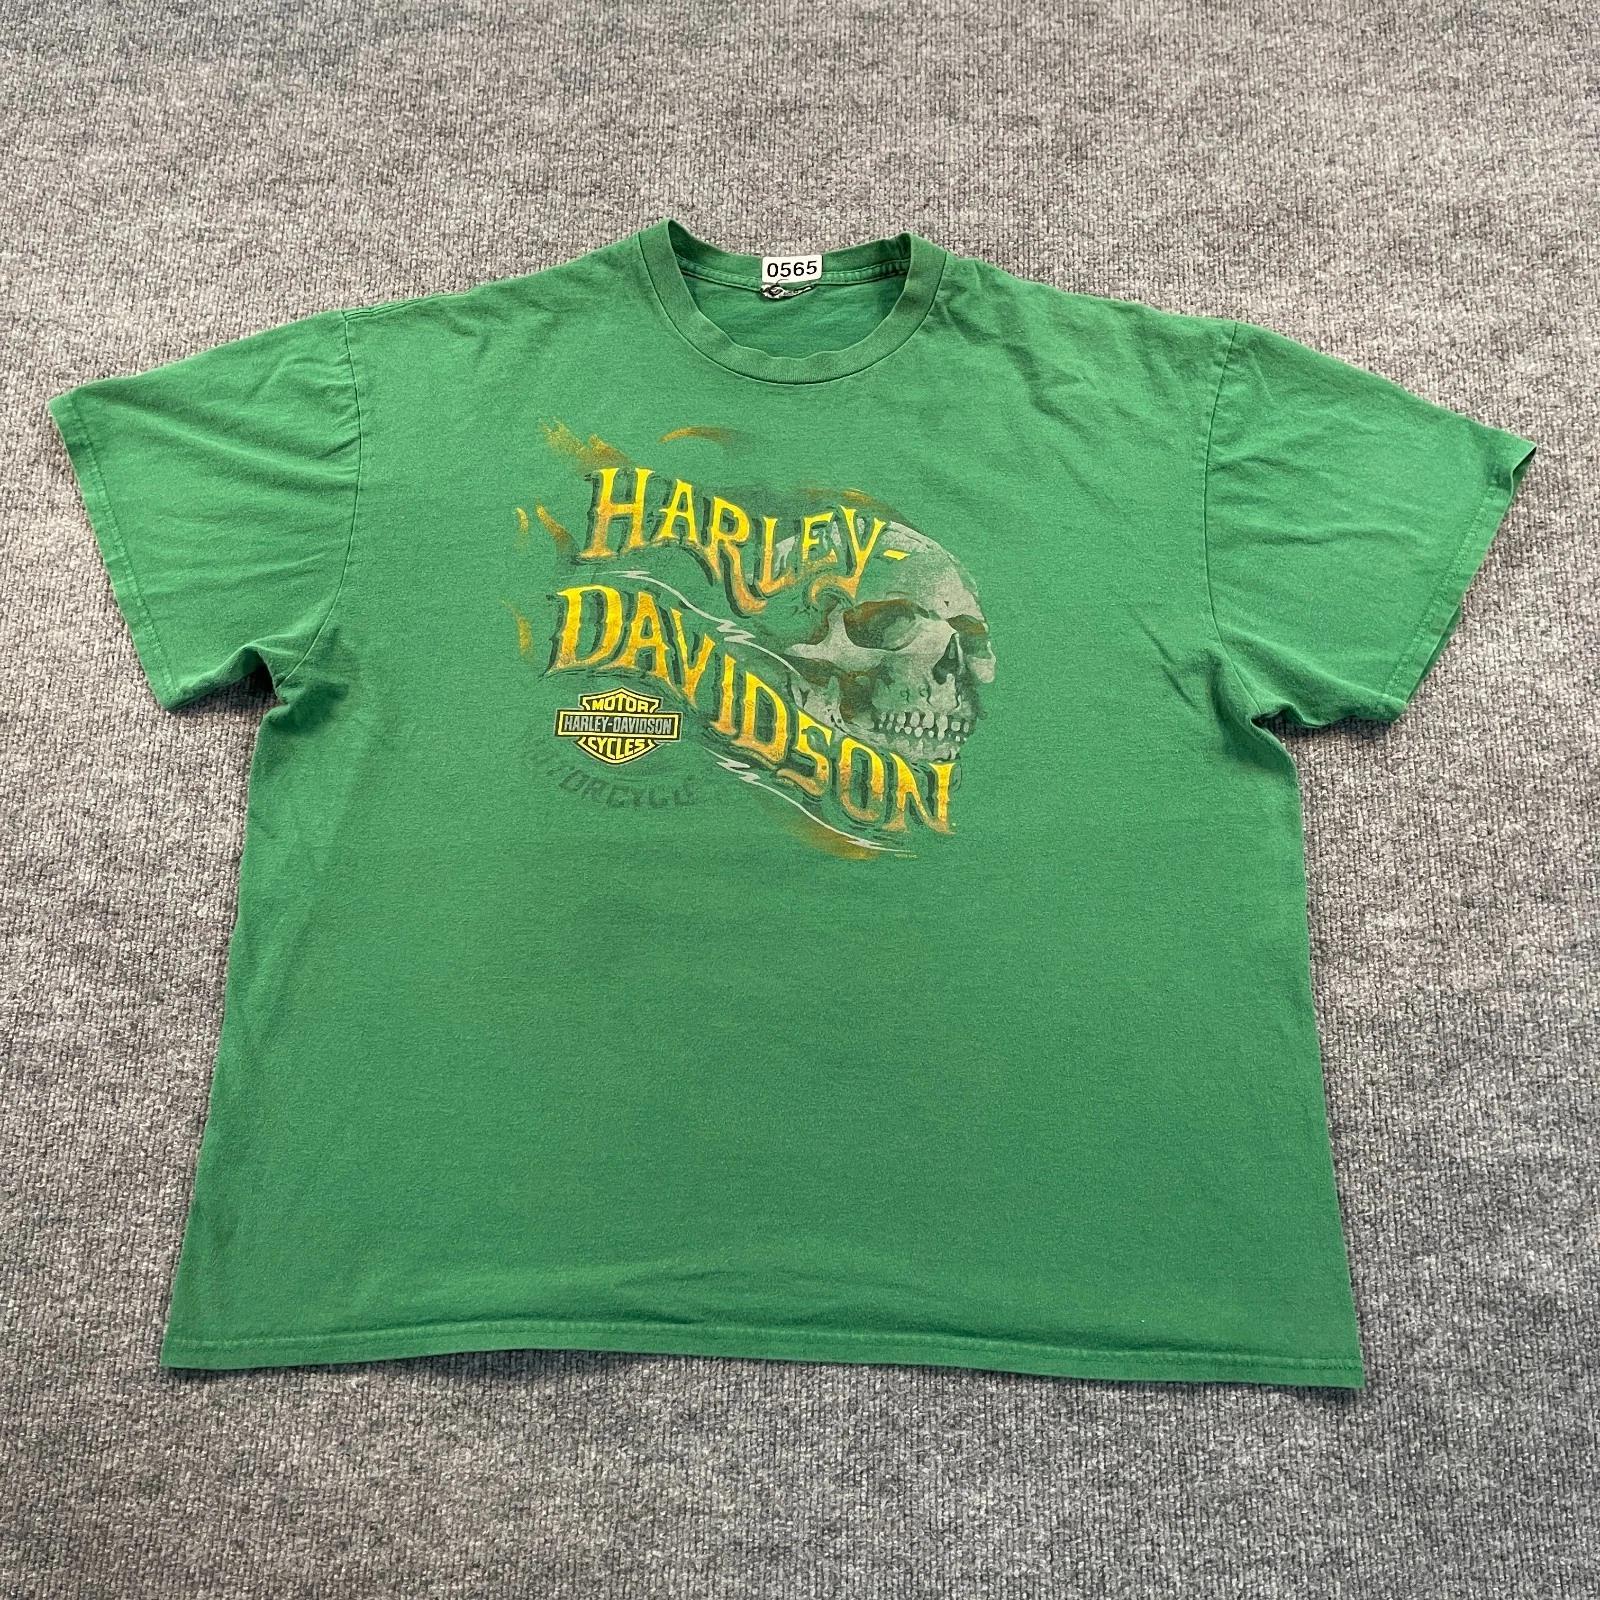 0565
HARLEY-
DAVIDSON
MOTOR
HARLEY-DAVIDSON
CYCLES